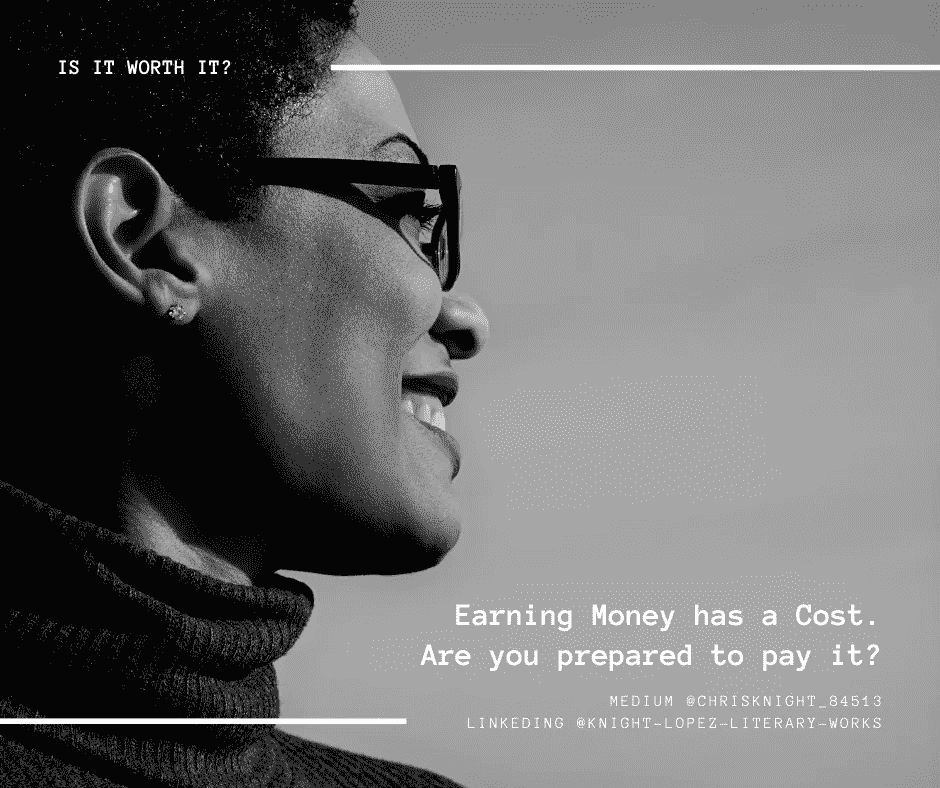 IS IT WORTH IT?
Earning Money has a Cost.
Are you prepared to pay it?
MEDIUM @CHRISKNIGHT_84513
LINKEDING @KNIGHT-LOPEZ-LITERARY-WORKS